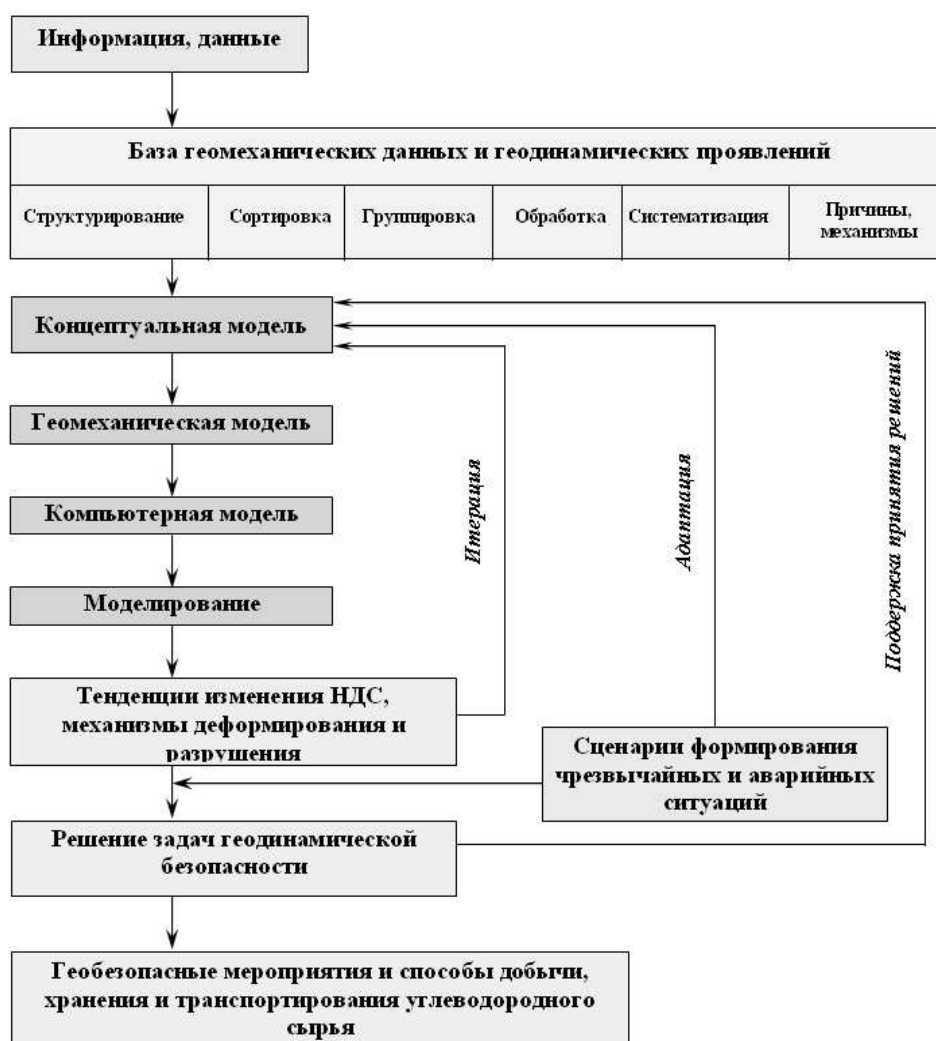 Информация, данные
База геомеханических данных и геодинамических проявлений
Структурирование
Сортировка
Группировка
Обработка
Систематизация
Причины,
механизмы
Концептуальная модель
Геомеханическая модель
Компьютерная модель
Моделирование
Итерация
Адаптация
Поддержка принятия решений
Тенденции изменения НДС,
механизмы деформирования и
разрушения
Сценарии формирования
чрезвычайных и аварийных
ситуаций
Решение задач геодинамической
безопасности
Геобезопасные мероприятия и способы добычи,
хранения и транспортирования углеводородного
сырья